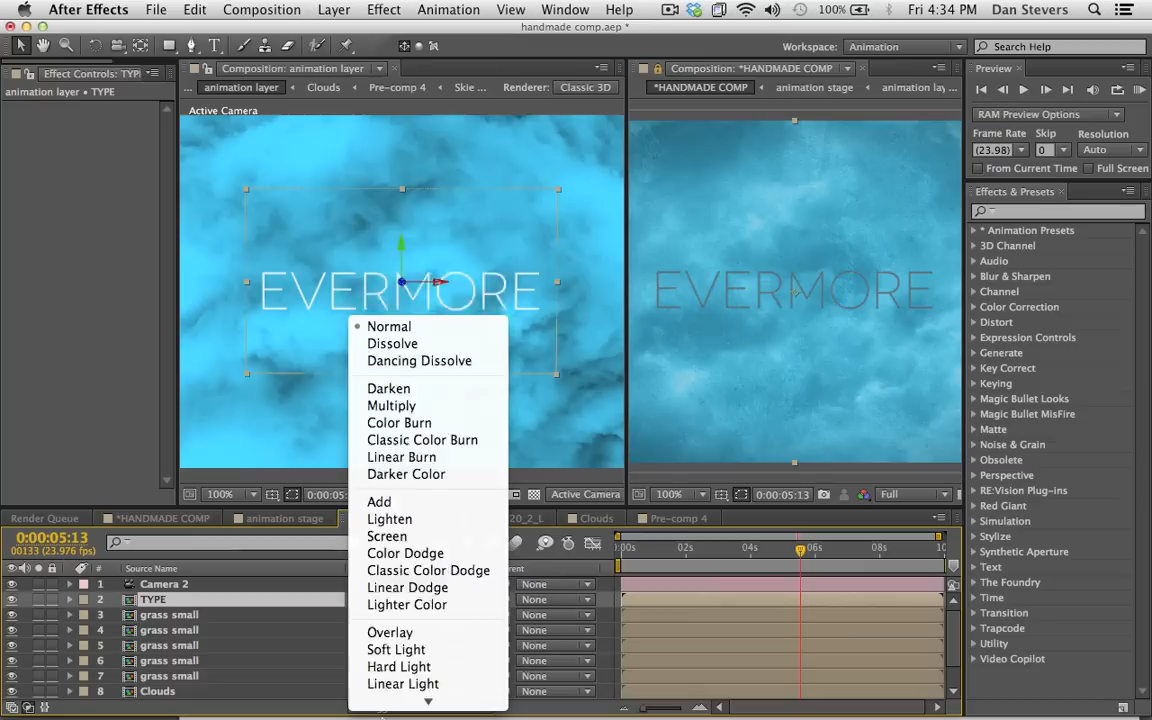 After Effects File Edit Composition Layer Effect Animation View Window Help 100% Fri 4:34 PM Dan Stevers
handmade comp.aep *
Workspace: Animation Search Help
Effect Controls: TYPI
animation layer • TYPE
Composition: animation layer
... animation layer Clouds Pre-comp 4 Skie ... Renderer: Classic 3D
Active Camera
EVERMORE
100% 0:00:05: Active Camera
Composition: *HANDMADE COMP
*HANDMADE COMP animation stage animation lay...
EVERMORE
100% 0:00:05:13 Full
Preview
RAM Preview Options
Frame Rate Skip Resolution
(23.98) 0 Auto
From Current Time Full Screen
Effects & Presets
* Animation Presets
3D Channel
Audio
Blur & Sharpen
Channel
Color Correction
Distort
Expression Controls
Generate
Key Correct
Keying
Magic Bullet Looks
Magic Bullet MisFire
Matte
Noise & Grain
Obsolete
Perspective
RE:Vision Plug-ins
Red Giant
Simulation
Stylize
Synthetic Aperture
Text
The Foundry
Time
Transition
Trapcode
Utility
Video Copilot
Normal
Dissolve
Dancing Dissolve
Darken
Multiply
Color Burn
Classic Color Burn
Linear Burn
Darker Color
Add
Lighten
Screen
Color Dodge
Classic Color Dodge
Linear Dodge
Lighter Color
Overlay
Soft Light
Hard Light
Linear Light
Render Queue *HANDMADE COMP animation stage 20_2_L Clouds Pre-comp 4
0:00:05:13
00133 (23.976 fps)
:00s 02s 04s 06s 08s 10
# Source Name rent
1 Camera 2 None
2 TYPE None
3 grass small None
4 grass small None
5 grass small None
6 grass small None
7 grass small None
8 Clouds None